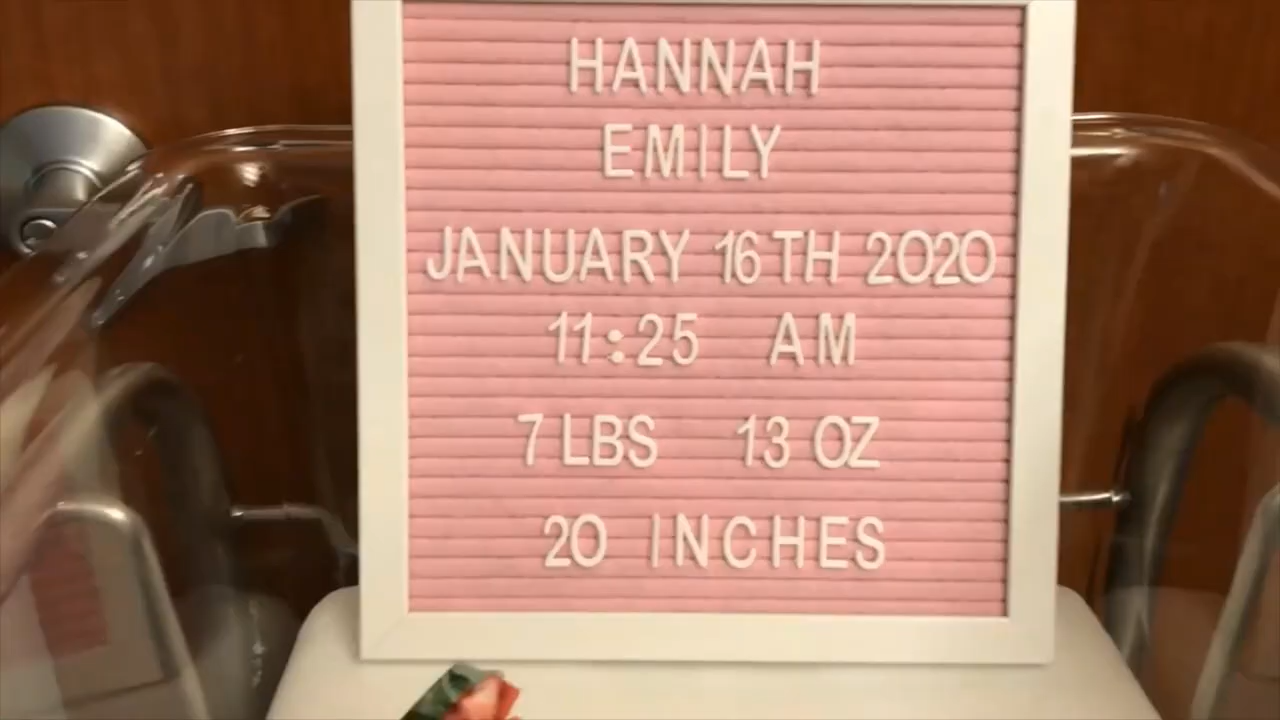 HANNAH
EMILY
JANUARY 16TH 2020
11:25 AM
7 LBS 13 OZ
20 INCHES